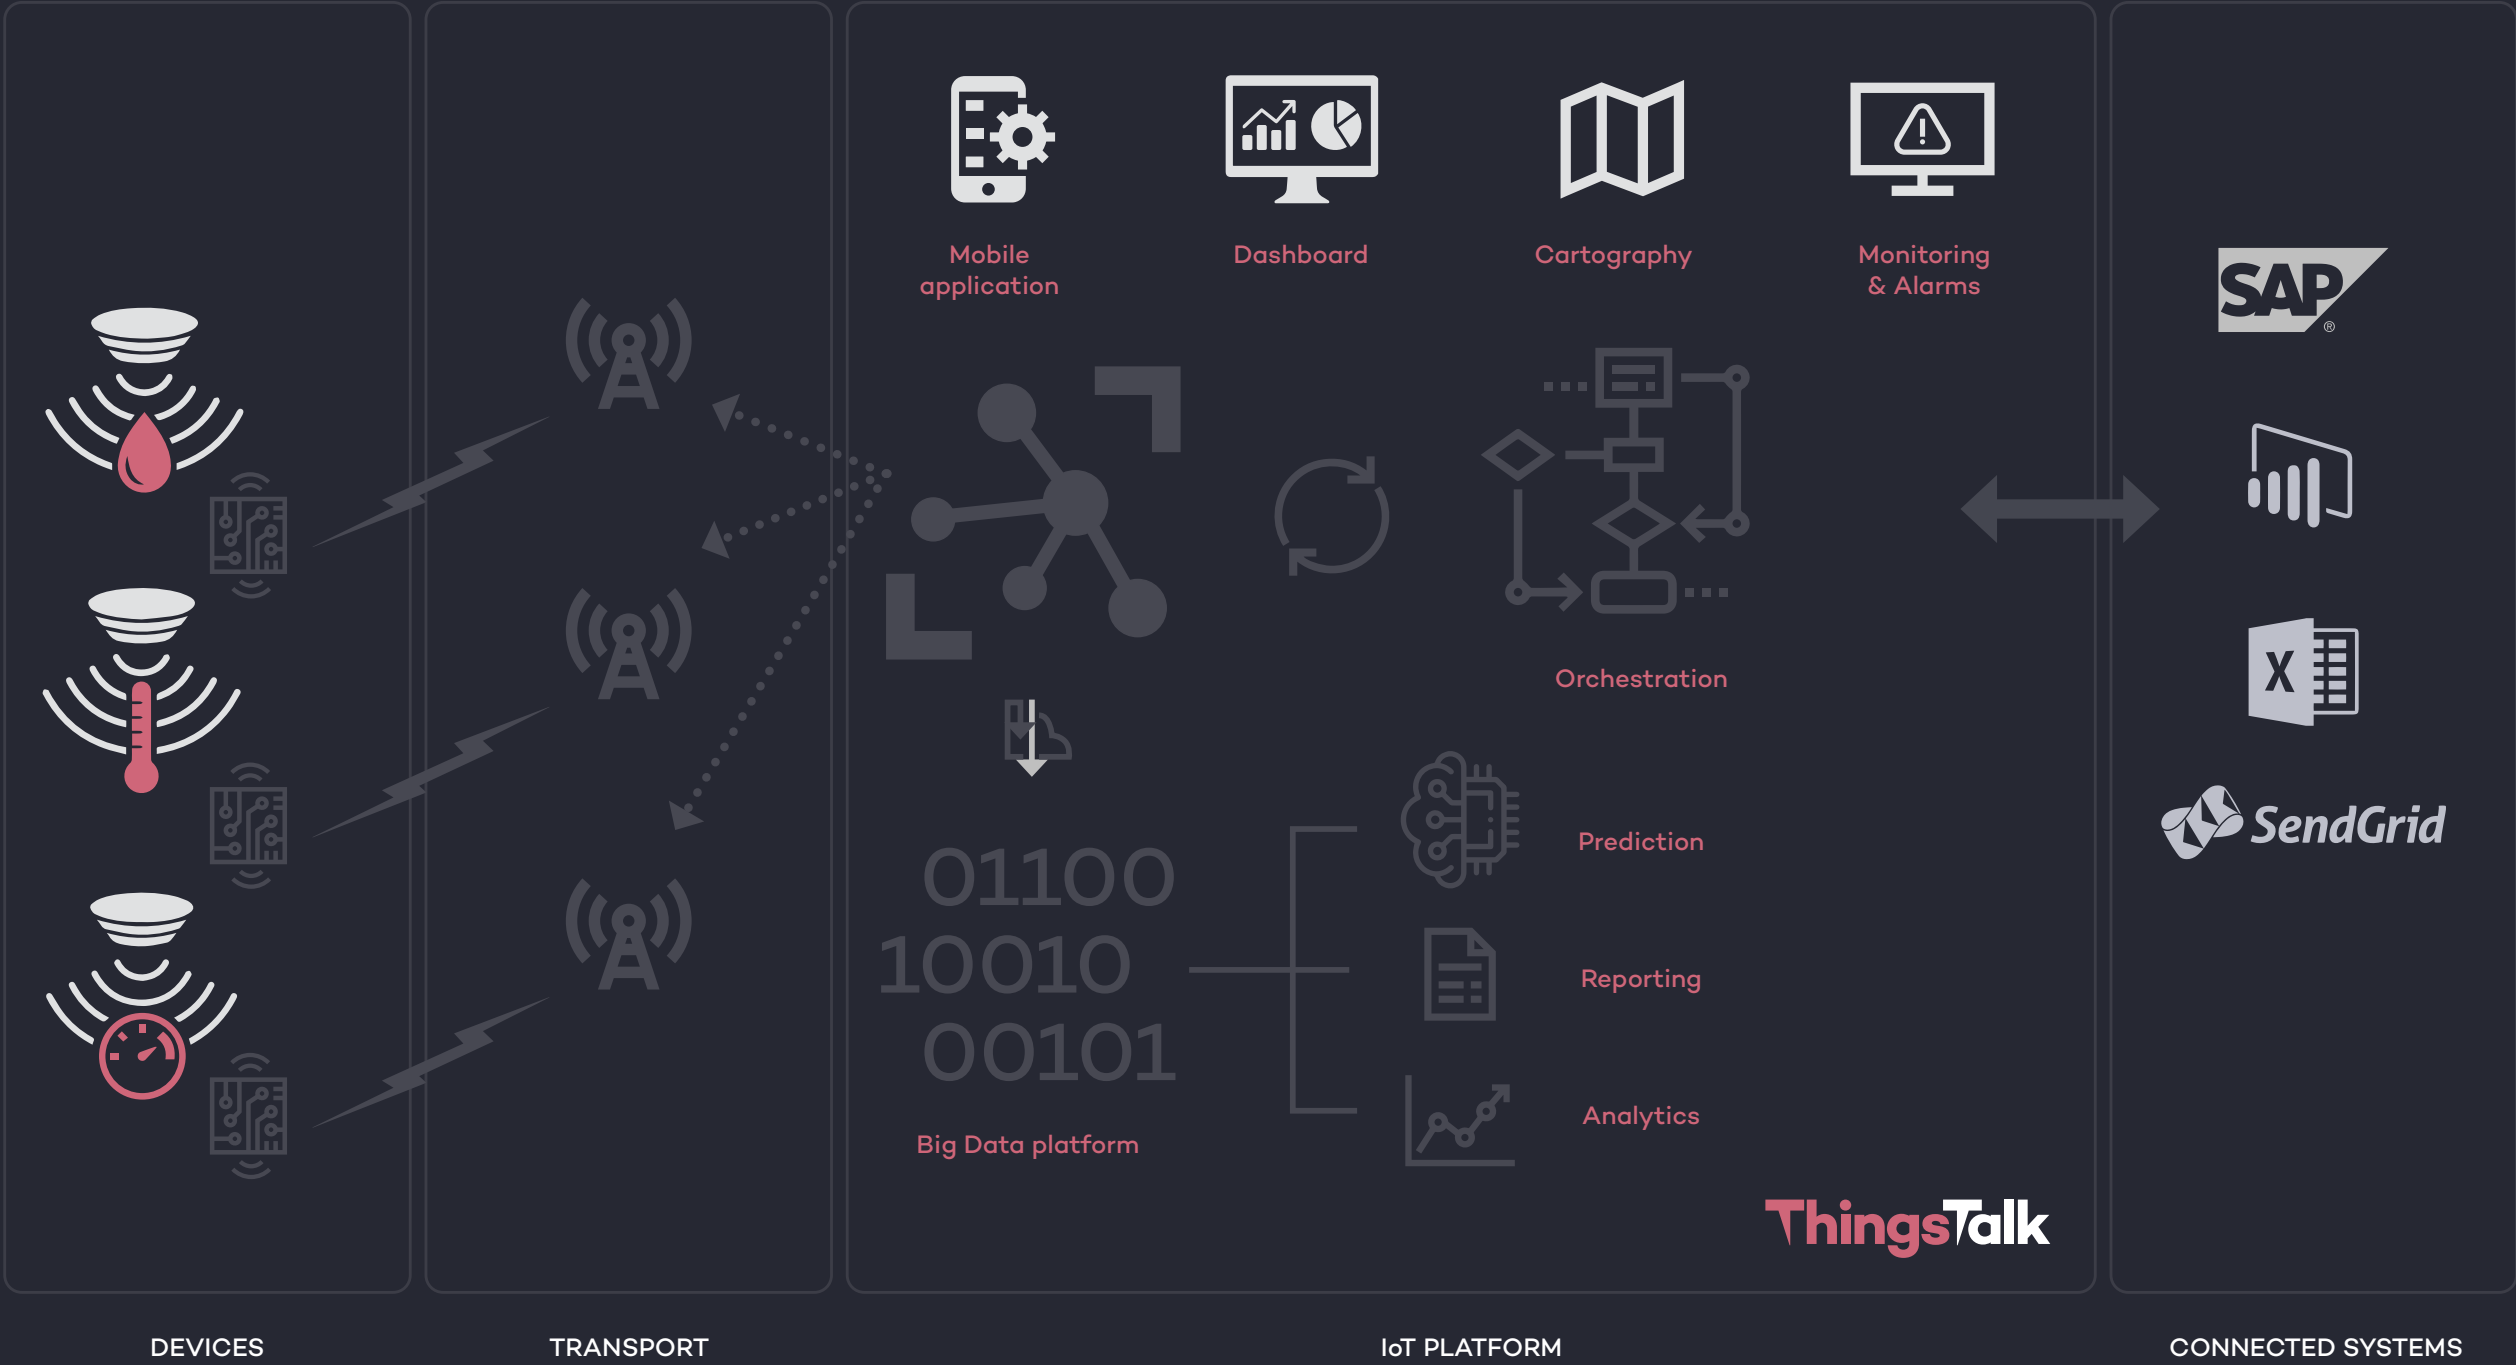 Mobile
application
Dashboard
Cartography
Monitoring
& Alarms
SAP
®
X
Orchestration
01100
10010
00101
Big Data platform
Prediction
Reporting
Analytics
SendGrid
ThingsTalk
DEVICES
TRANSPORT
IoT PLATFORM
CONNECTED SYSTEMS